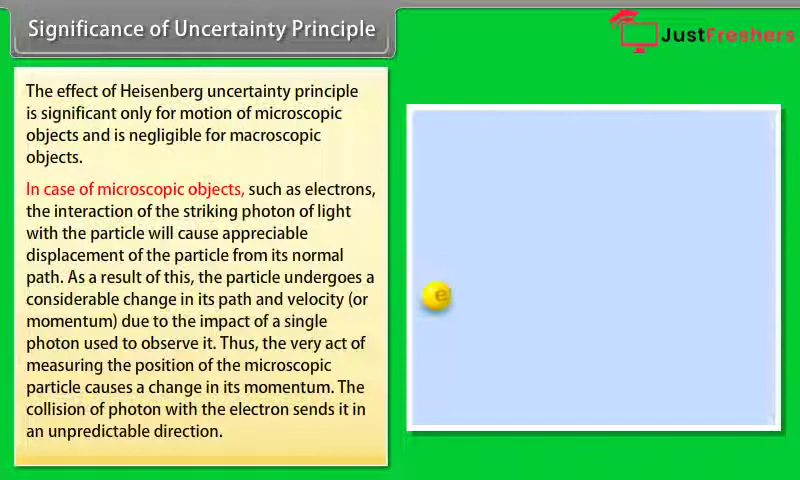 Significance of Uncertainty Principle
JustFreshers
The effect of Heisenberg uncertainty principle
is significant only for motion of microscopic
objects and is negligible for macroscopic
objects.
In case of microscopic objects, such as electrons,
the interaction of the striking photon of light
with the particle will cause appreciable
displacement of the particle from its normal
path. As a result of this, the particle undergoes a
considerable change in its path and velocity (or
momentum) due to the impact of a single
photon used to observe it. Thus, the very act of
measuring the position of the microscopic
particle causes a change in its momentum. The
collision of photon with the electron sends it in
an unpredictable direction.